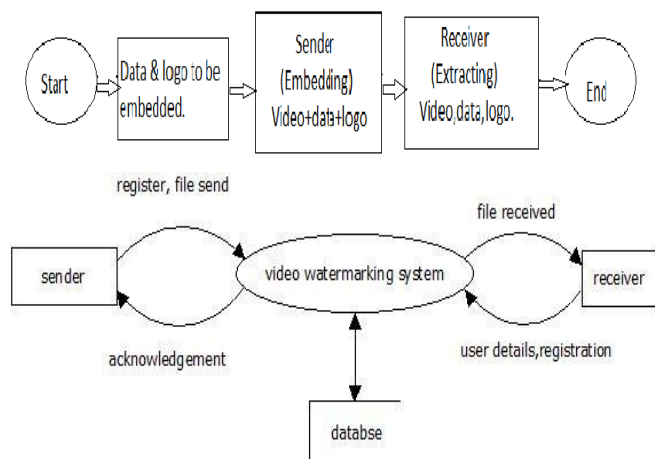 Start
Data & logo to be
embedded.
Sender
(Embedding)
Video+data+logo
Receiver
(Extracting)
Video,data,logo.
End
register, file send
file received
sender
video watermarking system
receiver
acknowledgement
user details,registration
databse